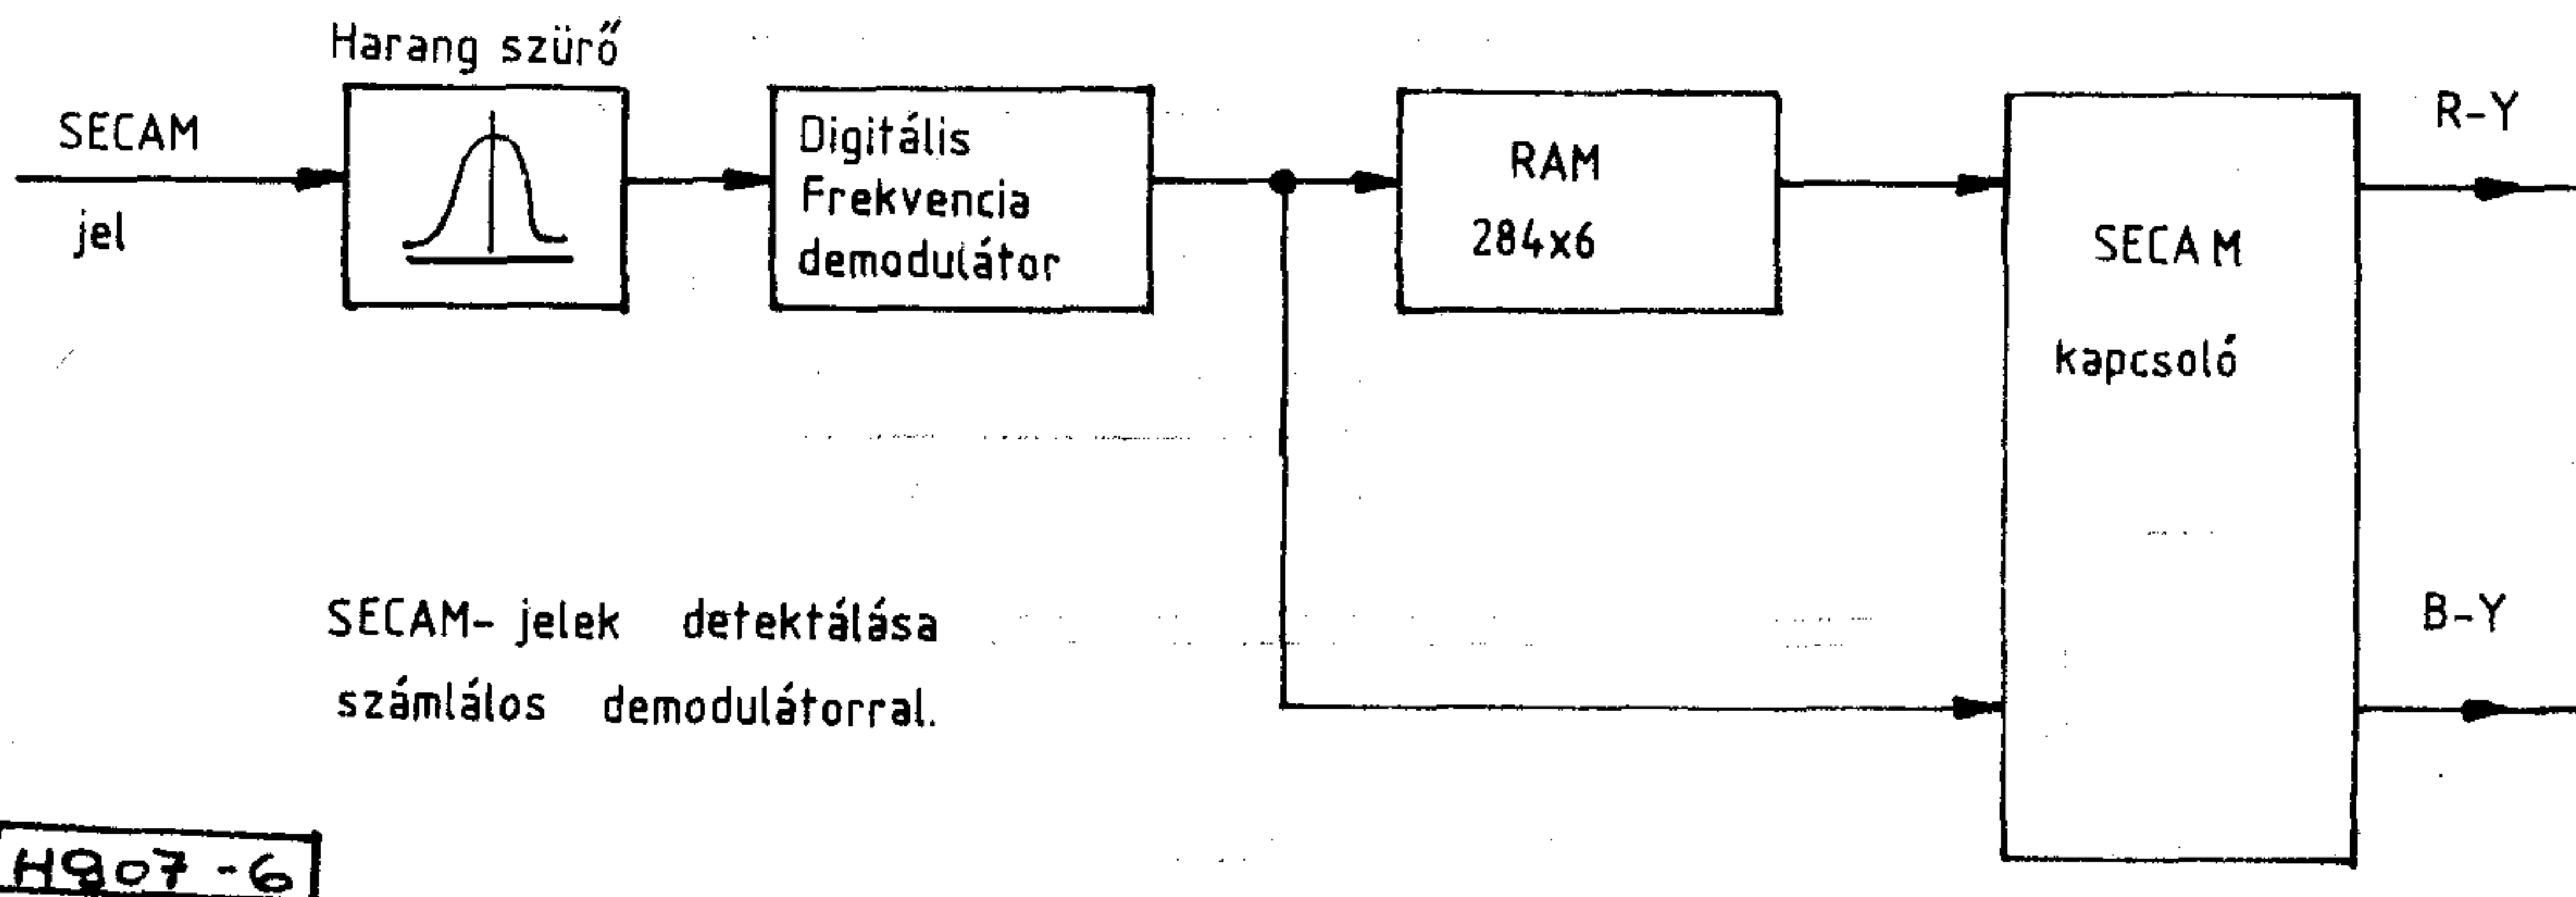 Harang szürő
SECAM
jel
Digitális
Frekvencia
demodulátor
RAM
284x6
SECAM
kapcsoló
R-Y
B-Y
SECAM- jelek detektálása
számlálos demodulátorral.
H907-6